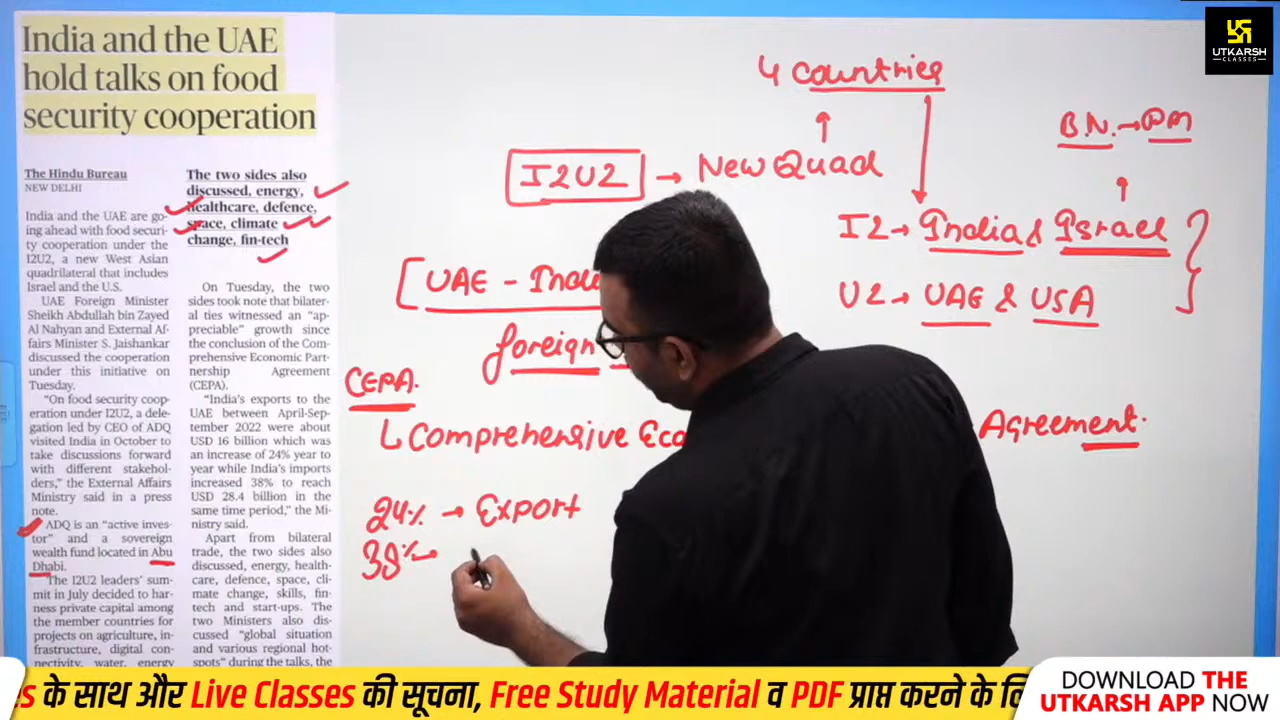 India and the UAE
hold talks on food
security cooperation
The Hindu Bureau
NEW DELHI
India and the UAE are go-
ing ahead with food securi-
ty cooperation under the
I2U2, a new West Asian
quadrilateral that includes
Israel and the U.S.
UAE Foreign Minister
Sheikh Abdullah bin Zayed
Al Nahyan and External Af-
fairs Minister S. Jaishankar
discussed the cooperation
under this initiative on
Tuesday.
"On food security coop-
eration under I2U2, a dele-
gation led by CEO of ADQ
visited India in October to
take discussions forward
with different stakehol-
ders," the External Affairs
Ministry said in a press
note.
ADQ is an "active inves-
tor" and a sovereign
wealth fund located in Abu
Dhabi.
The I2U2 leaders' sum-
mit in July decided to har-
ness private capital among
the member countries for
projects on agriculture, in-
frastructure, digital con-
nectivity, water, energy
The two sides also
discussed, energy,
healthcare, defence,
space, climate
change, fin-tech
On Tuesday, the two
sides took note that bilater-
al ties witnessed an "ap-
preciable" growth since
the conclusion of the Com-
prehensive Economic Part-
nership Agreement
(CEPA).
"India's exports to the
UAE between April-Sep-
tember 2022 were about
USD 16 billion which was
an increase of 24% year to
year while India's imports
increased 38% to reach
USD 28.4 billion in the
same time period," the Mi-
nistry said.
Apart from bilateral
trade, the two sides also
discussed, energy, health-
care, defence, space, cli-
mate change, skills, fin-
tech and start-ups. The
two Ministers also dis-
cussed "global situation
and various regional hot-
spots" during the talks, the
4 Countries
B.N. → PM
I2U2 → New Quad
I2 → India & Israel
U2 → UAE & USA
[UAE - Indi
foreign
CEPA.
Comprehensive Eco Agreement.
24% → Export
38% →
UTKARSH
CLASSES
के साथ और Live Classes की सूचना, Free Study Material व PDF प्राप्त करने के
DOWNLOAD THE
UTKARSH APP NOW